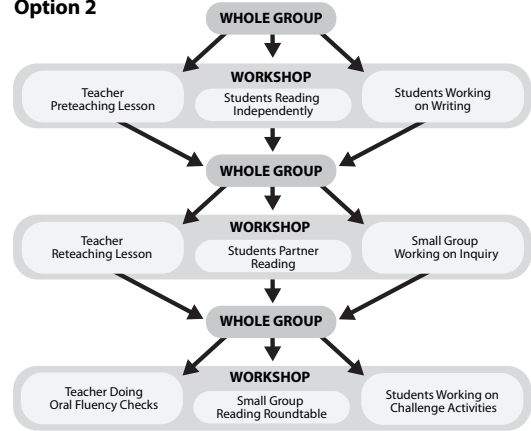 Option 2
WHOLE GROUP
WORKSHOP
Teacher
Preteaching Lesson
Students Reading
Independently
Students Working
on Writing
WHOLE GROUP
WORKSHOP
Teacher
Reteaching Lesson
Students Partner
Reading
Small Group
Working on Inquiry
WHOLE GROUP
WORKSHOP
Teacher Doing
Oral Fluency Checks
Small Group
Reading Roundtable
Students Working on
Challenge Activities